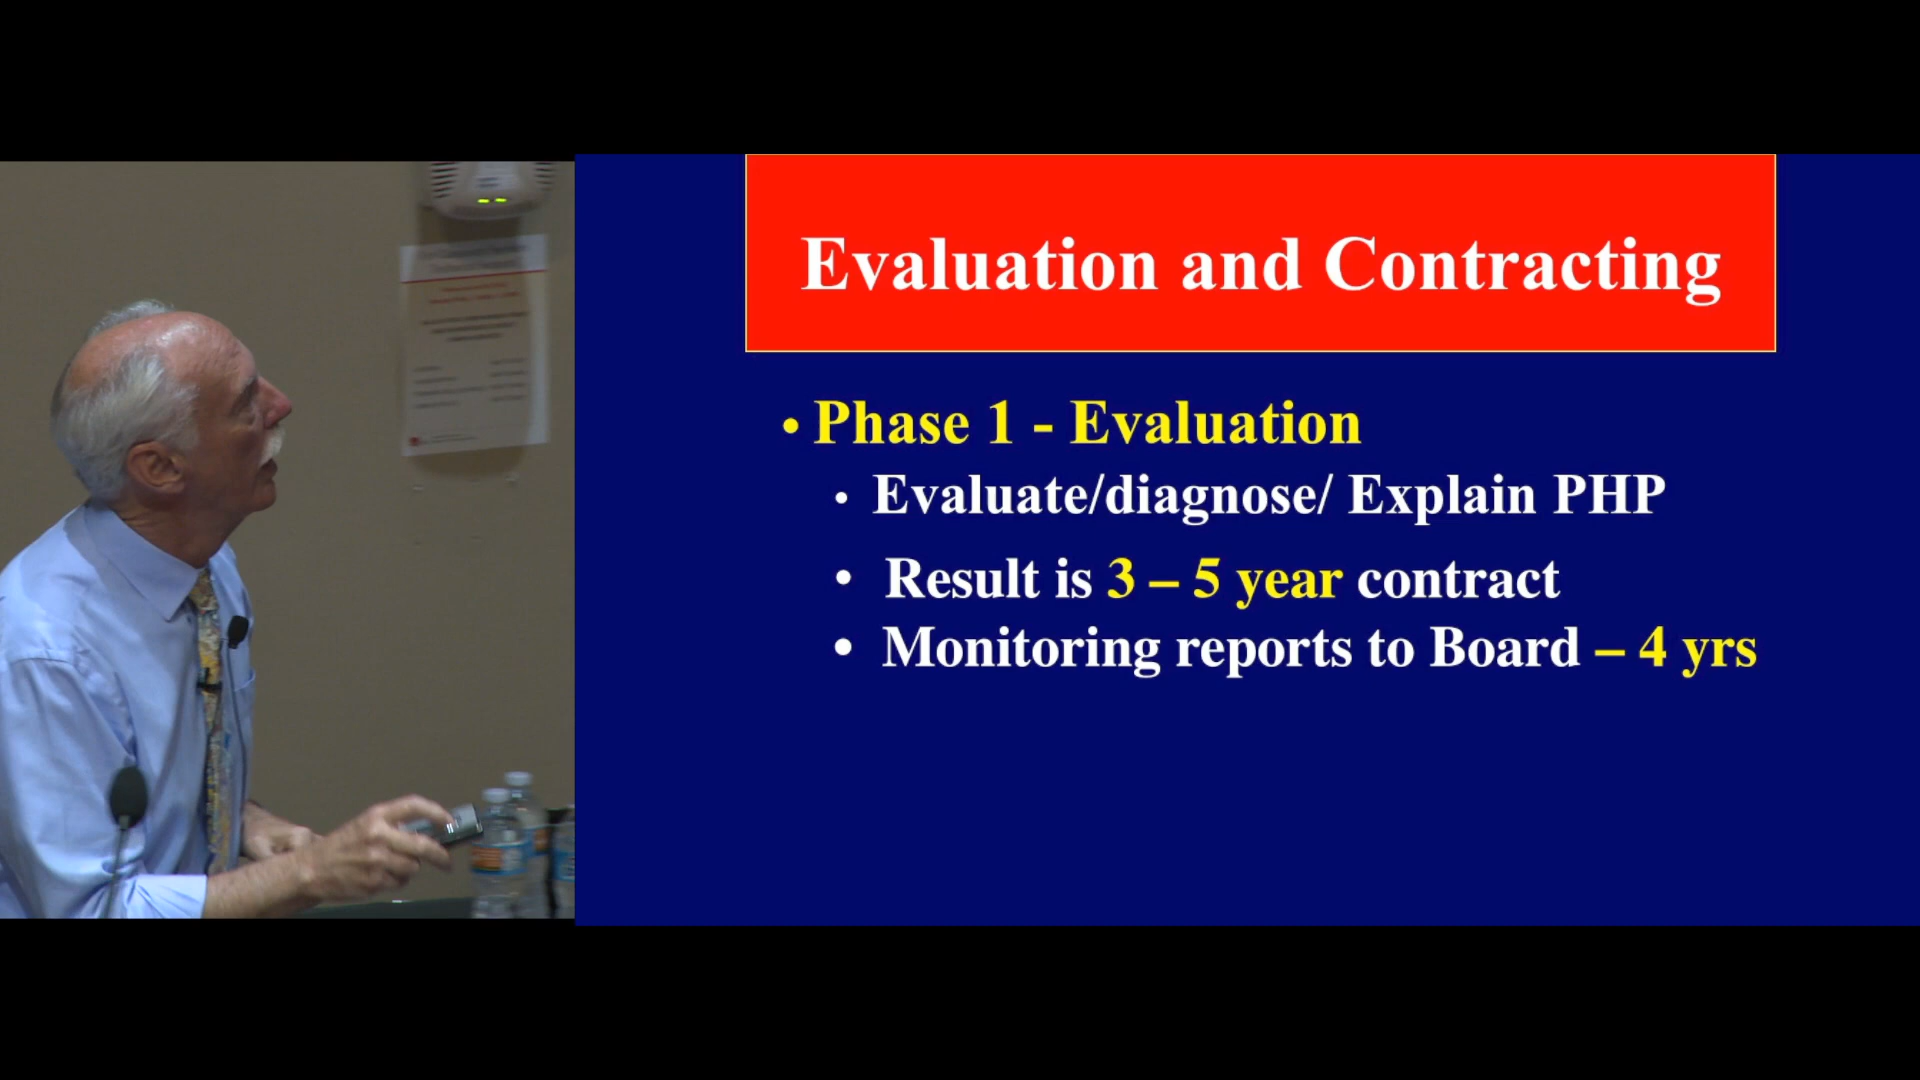 Evaluation and Contracting
• Phase 1 - Evaluation
• Evaluate/diagnose/ Explain PHP
• Result is 3 – 5 year contract
• Monitoring reports to Board – 4 yrs